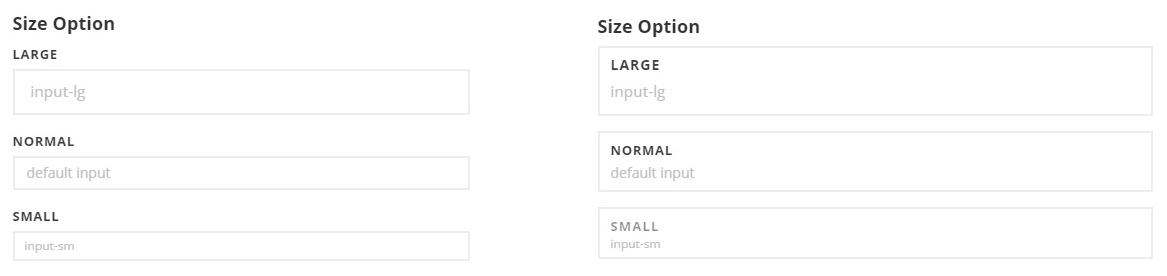 Size Option
LARGE
input-lg
NORMAL
default input
SMALL
input-sm
Size Option
LARGE
input-lg
NORMAL
default input
SMALL
input-sm